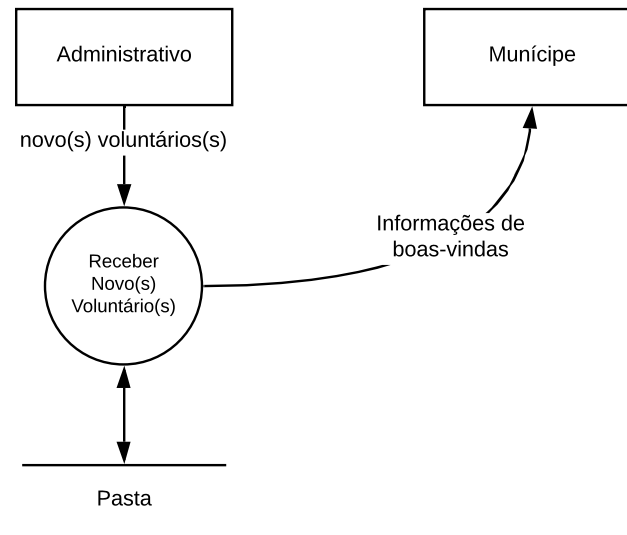 Administrativo
Munícipe
novo(s) voluntários(s)
Informações de
boas-vindas
Receber
Novo(s)
Voluntário(s)
Pasta